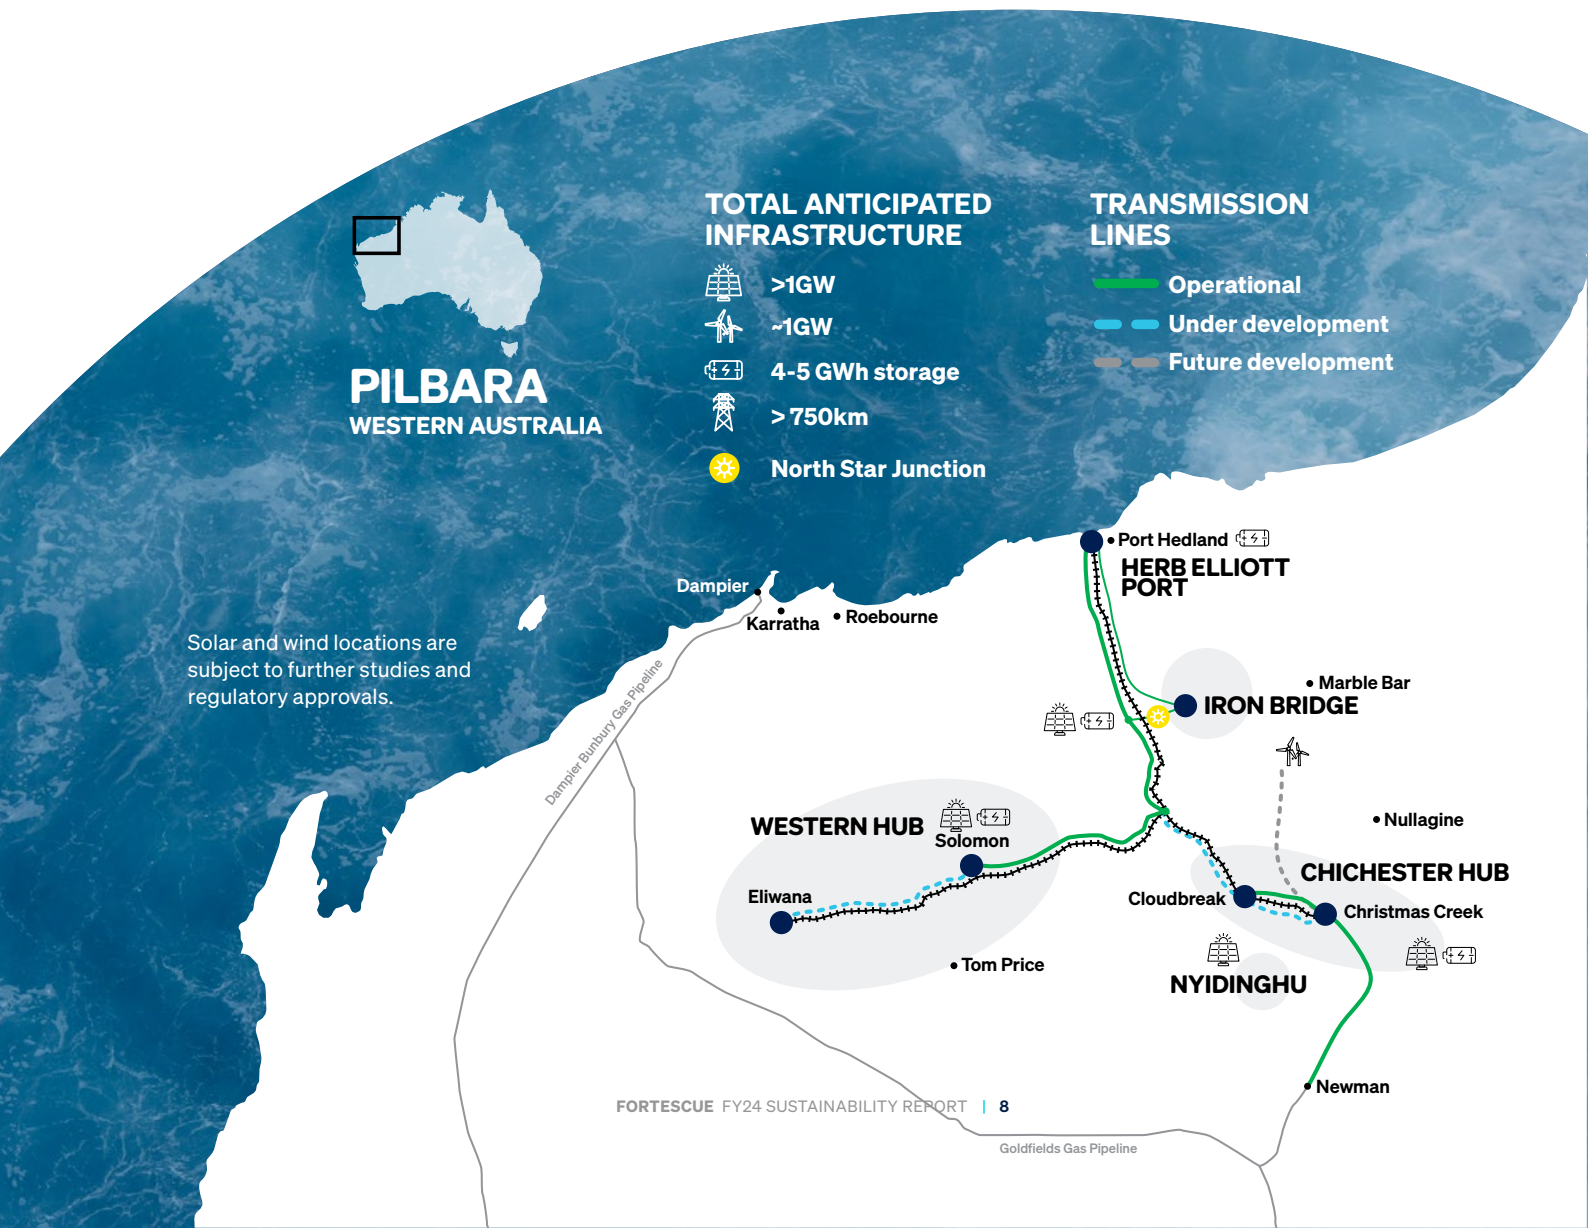 TOTAL ANTICIPATED
INFRASTRUCTURE
>1GW
~1GW
4-5 GWh storage
> 750km
North Star Junction
TRANSMISSION
LINES
Operational
Under development
Future development
PILBARA
WESTERN AUSTRALIA
Solar and wind locations are
subject to further studies and
regulatory approvals.
Port Hedland
HERB ELLIOTT
PORT
Dampier
Karratha
Roebourne
Dampier Bunbury Gas Pipeline
Marble Bar
IRON BRIDGE
WESTERN HUB
Solomon
Eliwana
Nullagine
CHICHESTER HUB
Cloudbreak
Christmas Creek
Tom Price
NYIDINGHU
Newman
FORTESCUE FY24 SUSTAINABILITY REPORT | 8
Goldfields Gas Pipeline